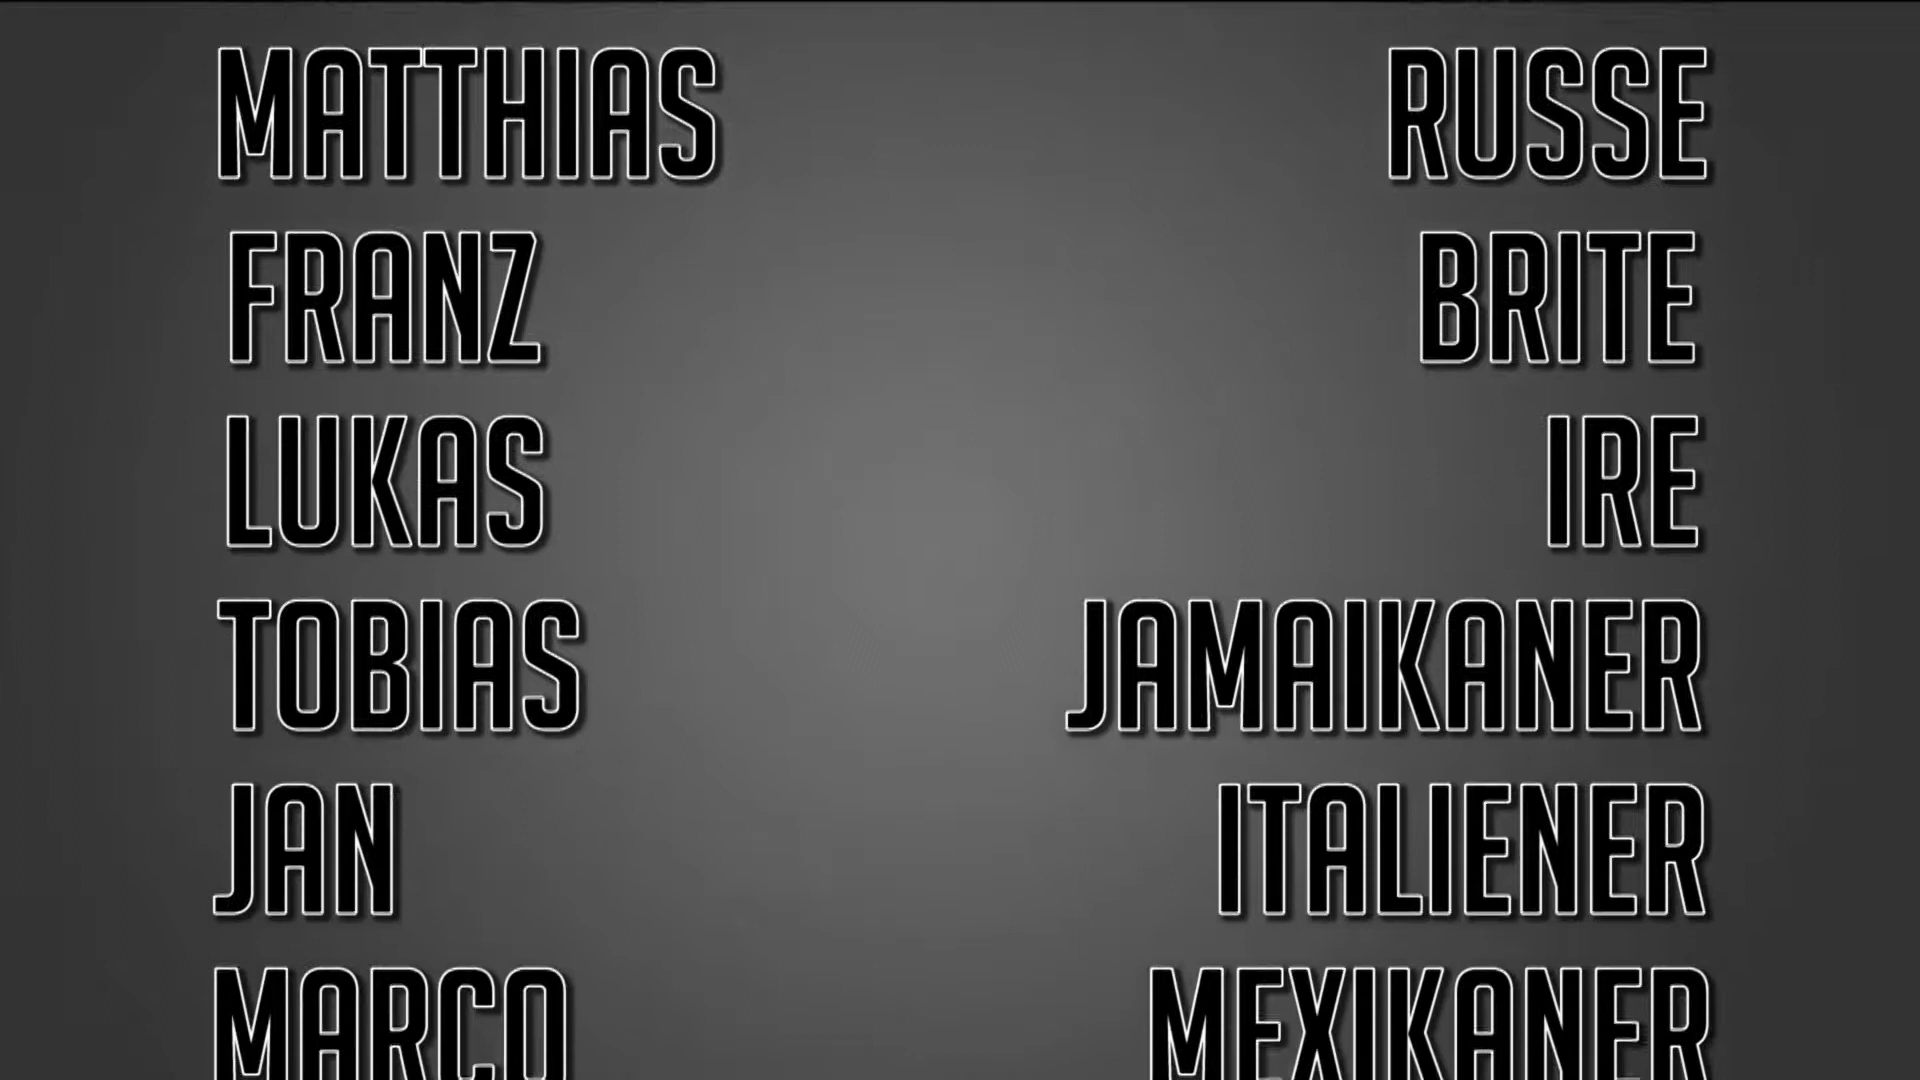 MATTHIAS RUSSE
FRANZ BRITE
LUKAS IRE
TOBIAS JAMAIKANER
JAN ITALIENER
MARCO MEXIKANER